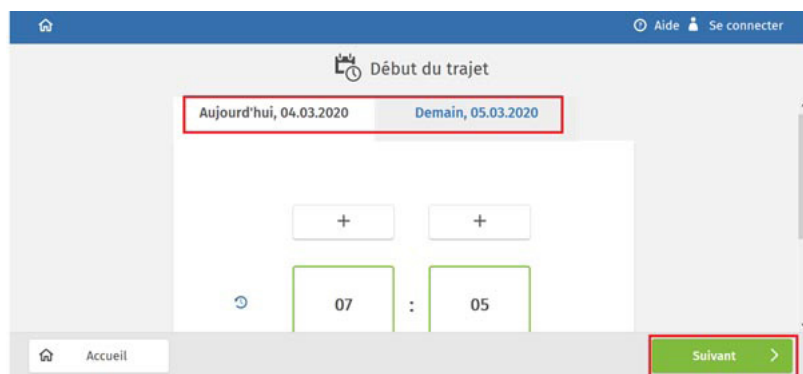 Aide Se connecter
Début du trajet
Aujourd'hui, 04.03.2020 Demain, 05.03.2020
+ +
07 : 05
Accueil Suivant